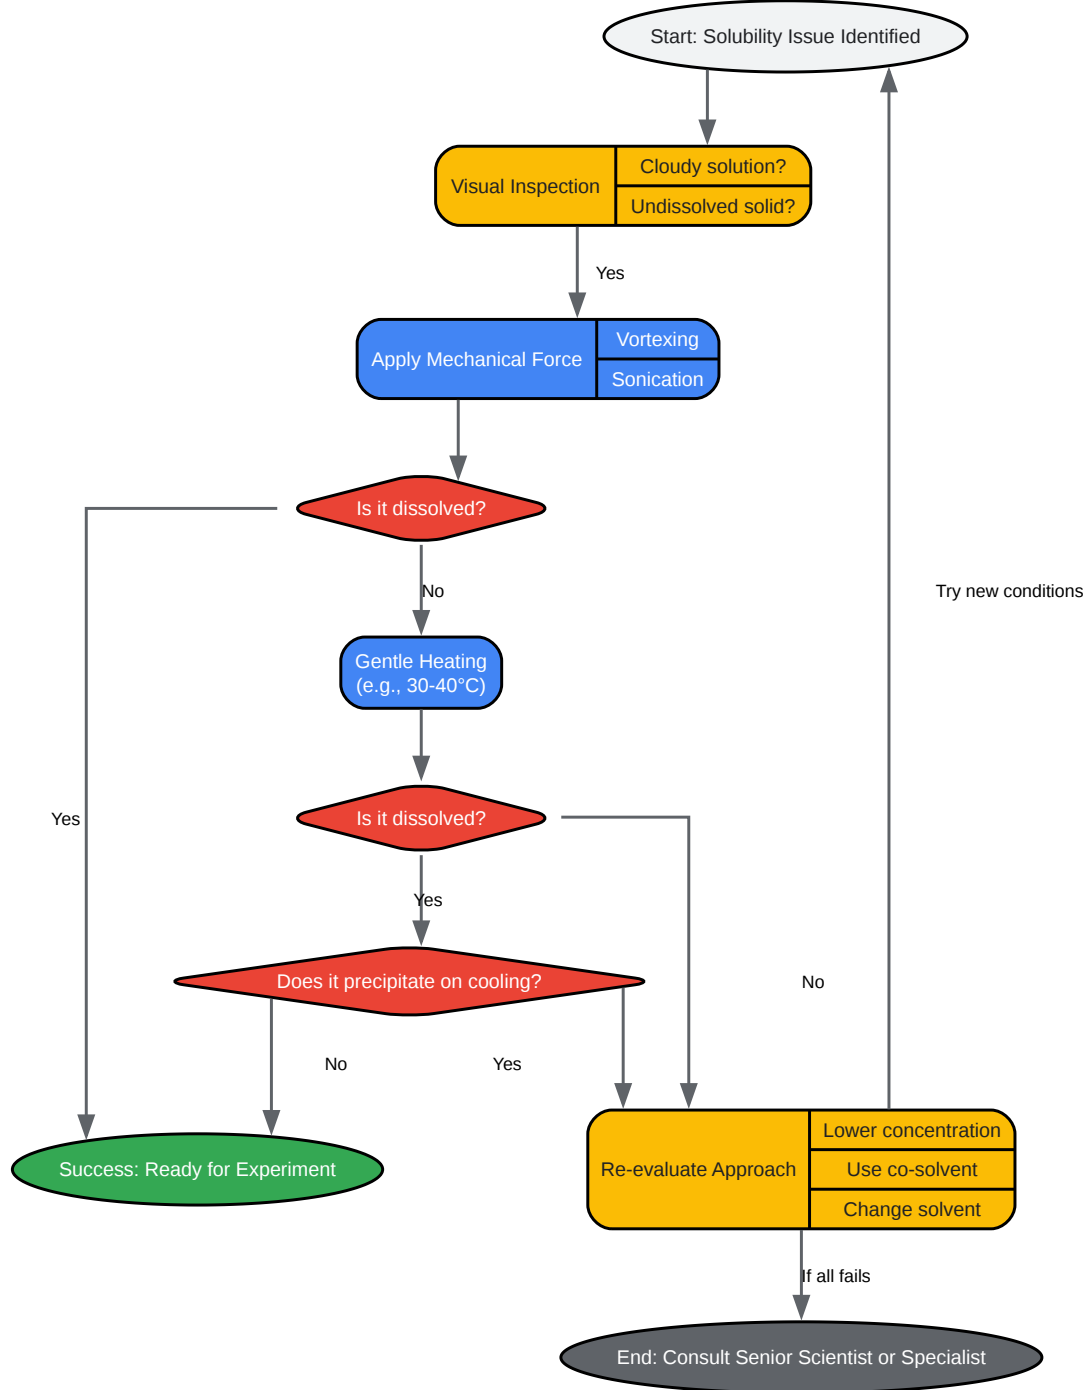 Start: Solubility Issue Identified
Visual Inspection
Cloudy solution?
Undissolved solid?
Yes
Apply Mechanical Force
Vortexing
Sonication
Is it dissolved?
No
Try new conditions
Gentle Heating
(e.g., 30-40°C)
Is it dissolved?
Yes
Yes
Does it precipitate on cooling?
No
No
Yes
Re-evaluate Approach
Lower concentration
Use co-solvent
Change solvent
Success: Ready for Experiment
If all fails
End: Consult Senior Scientist or Specialist